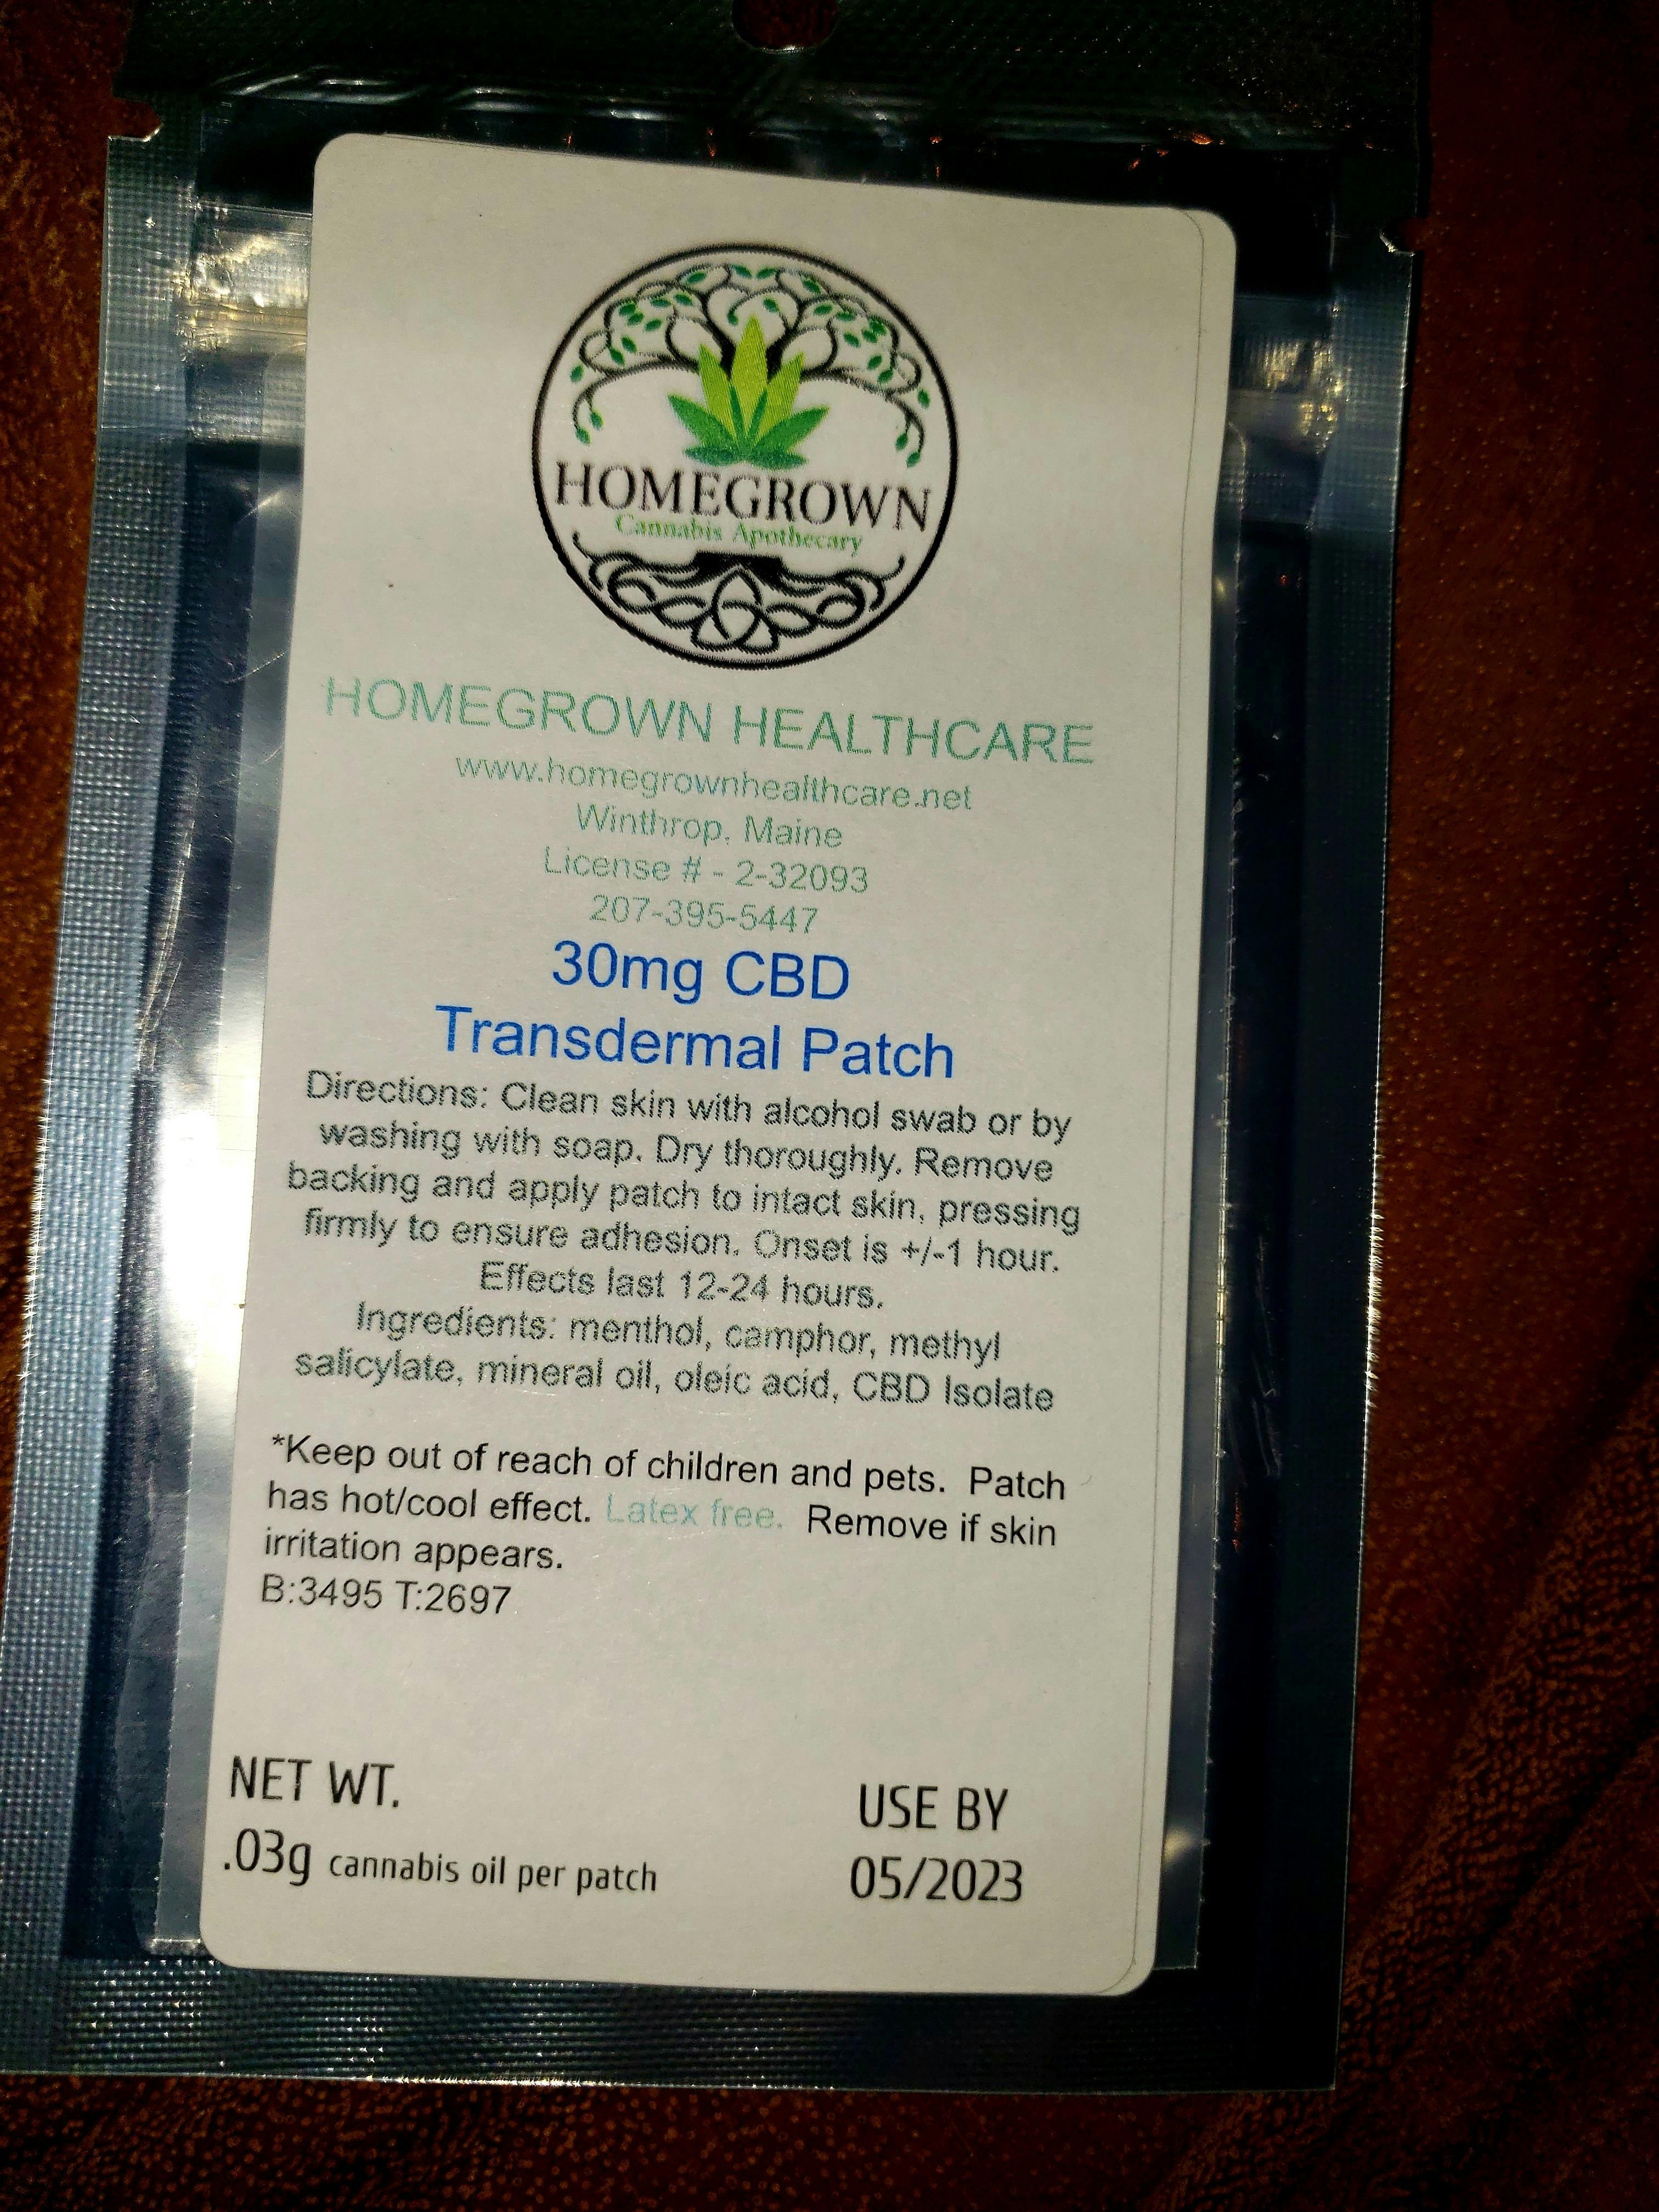 HOMEGROWN
Cannabis Apothecary
HOMEGROWN HEALTHCARE
www.homegrownhealthcare.net
Winthrop, Maine
License # - 2-32093
207-395-5447
30mg CBD
Transdermal Patch
Directions: Clean skin with alcohol swab or by
washing with soap. Dry thoroughly. Remove
backing and apply patch to intact skin, pressing
firmly to ensure adhesion. Onset is +/-1 hour.
Effects last 12-24 hours.
Ingredients: menthol, camphor, methyl
salicylate, mineral oil, oleic acid, CBD Isolate
*Keep out of reach of children and pets. Patch
has hot/cool effect. Latex free. Remove if skin
irritation appears.
B:3495 T:2697
NET WT.
.03g cannabis oil per patch
USE BY
05/2023